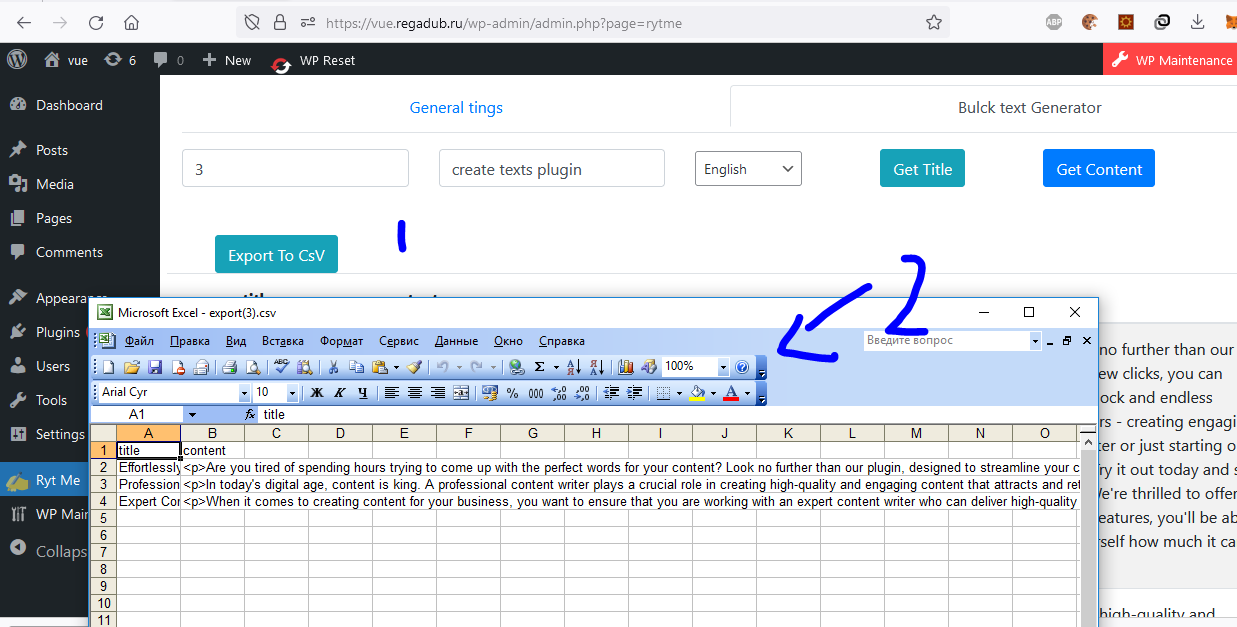 https://vue.regadub.ru/wp-admin/admin.php?page=rytme
ABP
vue 6 0 New WP Reset WP Maintenance
Dashboard
Posts
Media
Pages
Comments
Plugins
Users
Tools
Settings
Ryt Me
General tings Bulck text Generator
3 create texts plugin English Get Title Get Content
Export To CsV
1
2
Microsoft Excel - export(3).csv
Файл Правка Вид Вставка Формат Сервис Данные Окно Справка Введите вопрос
100%
Arial Cyr 10 Ж К Ч % 000
A1 fx title
A B C D E F G H I J K L M N O
1 title content
2 Effortlessly <p>Are you tired of spending hours trying to come up with the perfect words for your content? Look no further than our plugin, designed to streamline your c
3 Profession <p>In today's digital age, content is king. A professional content writer plays a crucial role in creating high-quality and engaging content that attracts and ret
4 Expert Con <p>When it comes to creating content for your business, you want to ensure that you are working with an expert content writer who can deliver high-quality
5
6
7
8
9
10
11
no further than our
ew clicks, you can
ock and endless
rs - creating engagi
ter or just starting o
ry it out today and s
We're thrilled to offer
eatures, you'll be ab
rself how much it ca
high-quality and